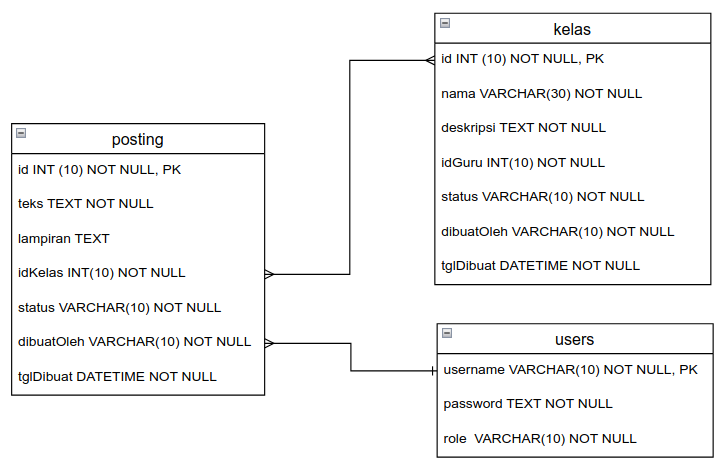 posting
id INT (10) NOT NULL, PK
teks TEXT NOT NULL
lampiran TEXT
idKelas INT(10) NOT NULL
status VARCHAR(10) NOT NULL
dibuatOleh VARCHAR(10) NOT NULL
tglDibuat DATETIME NOT NULL
kelas
id INT (10) NOT NULL, PK
nama VARCHAR(30) NOT NULL
deskripsi TEXT NOT NULL
idGuru INT(10) NOT NULL
status VARCHAR(10) NOT NULL
dibuatOleh VARCHAR(10) NOT NULL
tglDibuat DATETIME NOT NULL
users
username VARCHAR(10) NOT NULL, PK
password TEXT NOT NULL
role  VARCHAR(10) NOT NULL